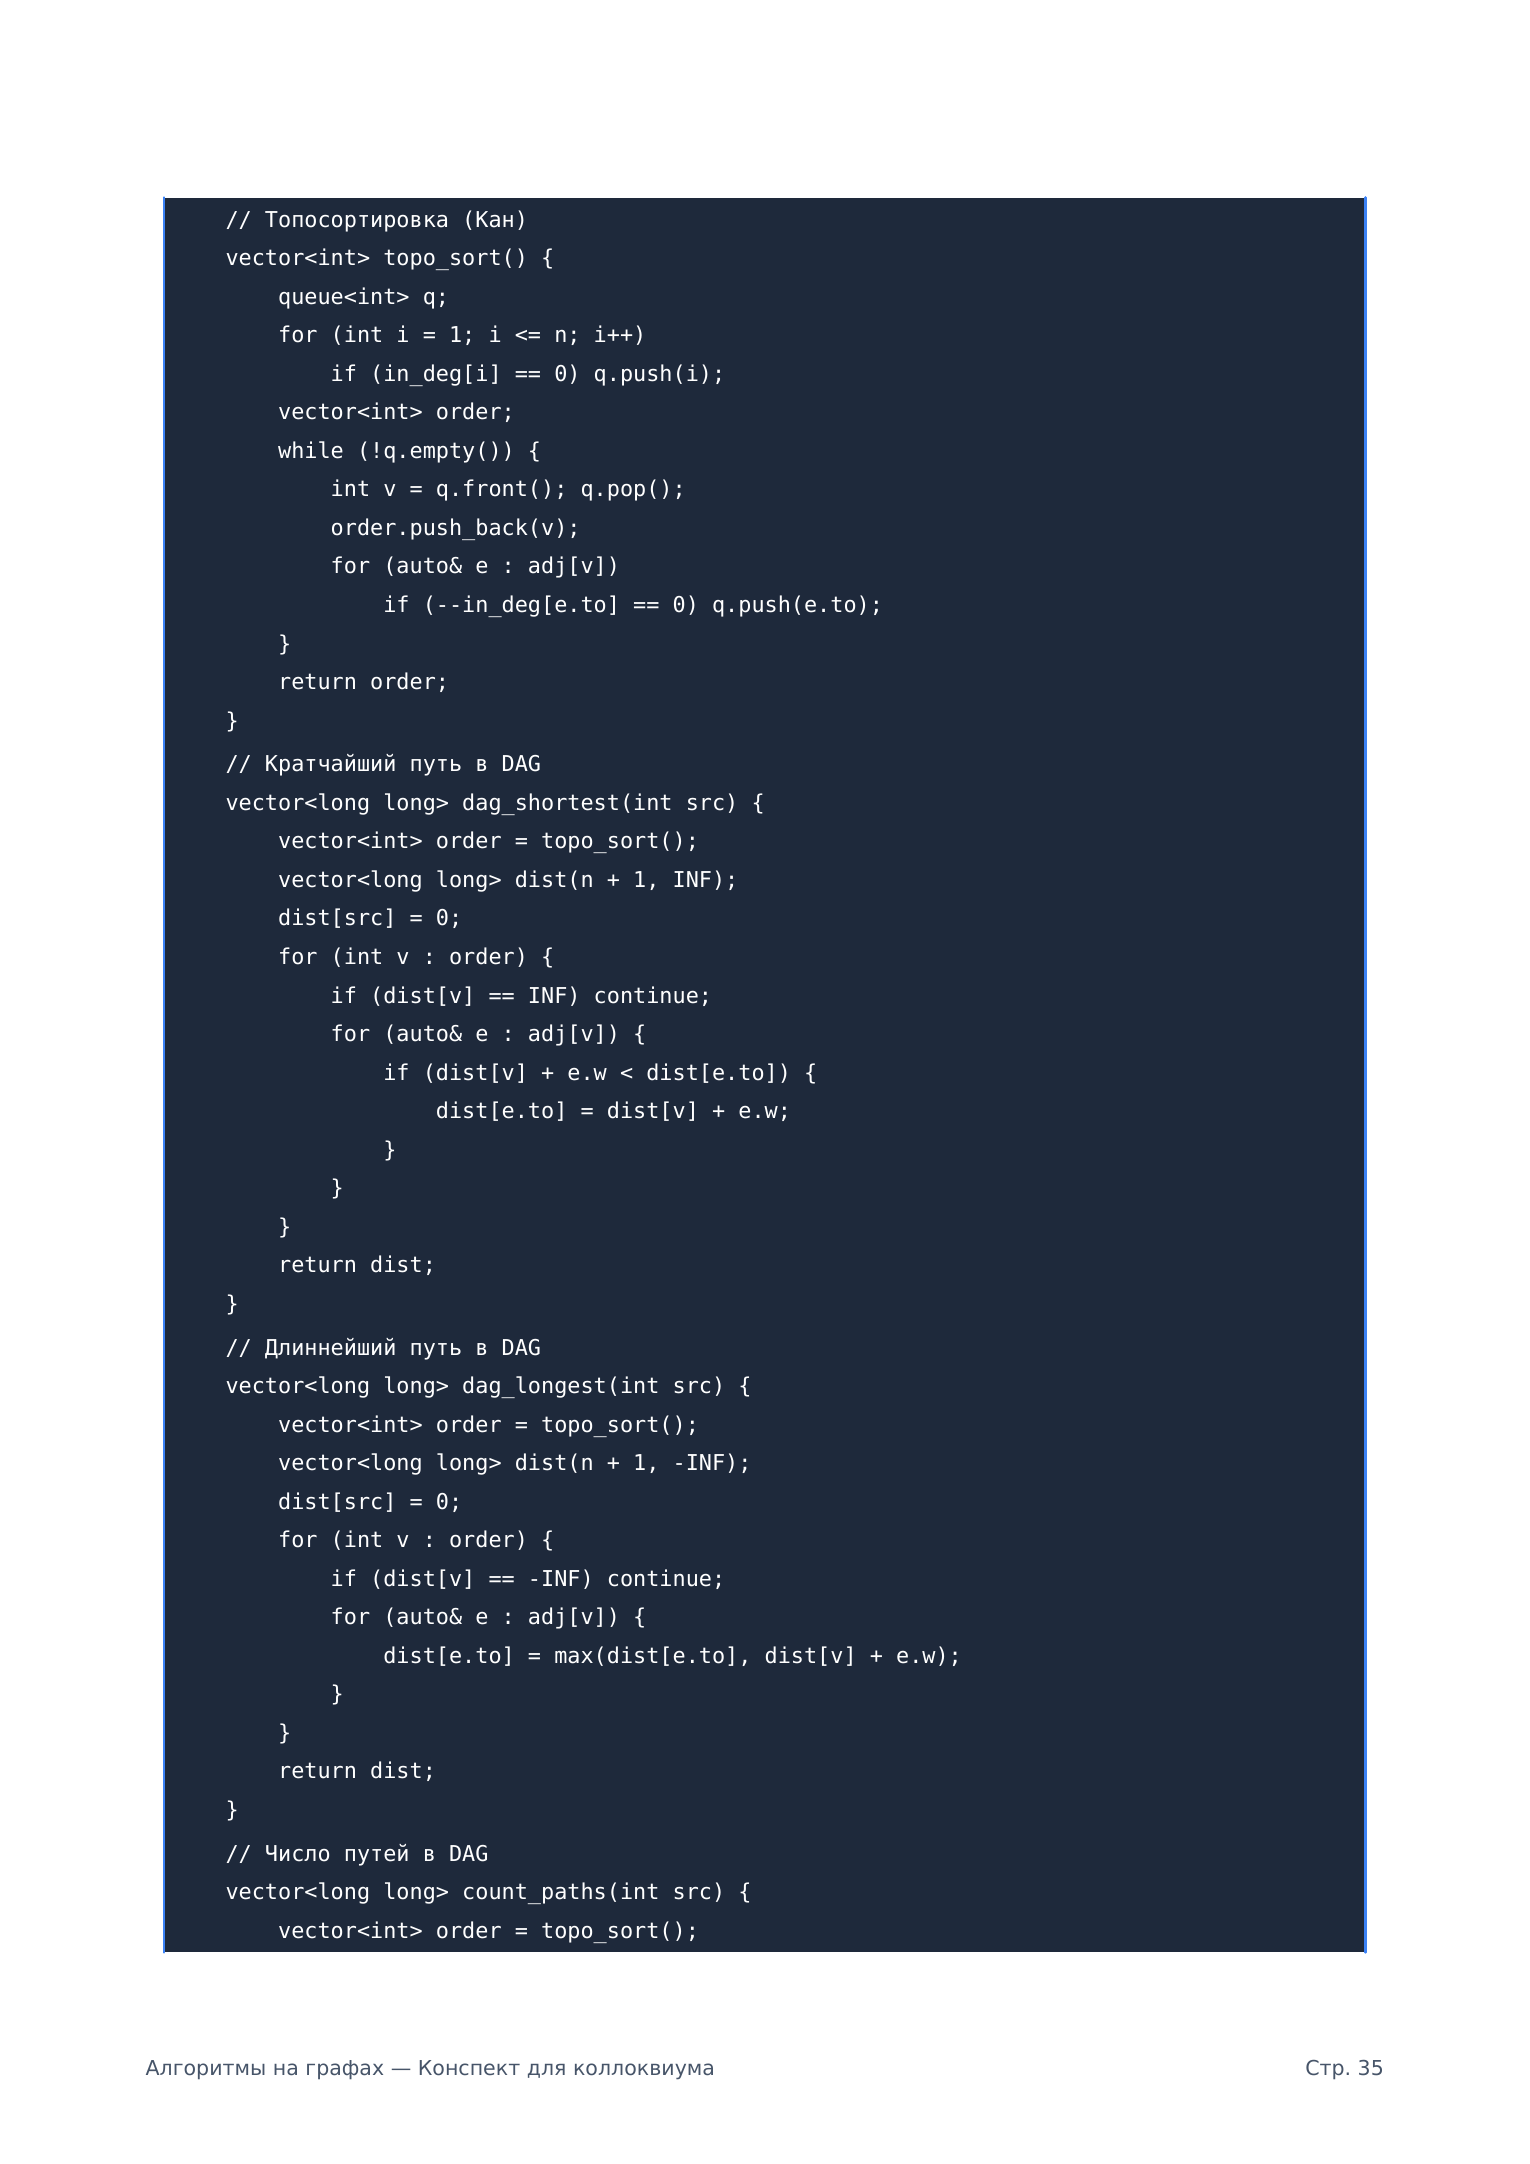 // Топосортировка (Кан)
vector<int> topo_sort() {
    queue<int> q;
    for (int i = 1; i <= n; i++)
        if (in_deg[i] == 0) q.push(i);
    vector<int> order;
    while (!q.empty()) {
        int v = q.front(); q.pop();
        order.push_back(v);
        for (auto& e : adj[v])
            if (--in_deg[e.to] == 0) q.push(e.to);
    }
    return order;
}
// Кратчайший путь в DAG
vector<long long> dag_shortest(int src) {
    vector<int> order = topo_sort();
    vector<long long> dist(n + 1, INF);
    dist[src] = 0;
    for (int v : order) {
        if (dist[v] == INF) continue;
        for (auto& e : adj[v]) {
            if (dist[v] + e.w < dist[e.to]) {
                dist[e.to] = dist[v] + e.w;
            }
        }
    }
    return dist;
}
// Длиннейший путь в DAG
vector<long long> dag_longest(int src) {
    vector<int> order = topo_sort();
    vector<long long> dist(n + 1, -INF);
    dist[src] = 0;
    for (int v : order) {
        if (dist[v] == -INF) continue;
        for (auto& e : adj[v]) {
            dist[e.to] = max(dist[e.to], dist[v] + e.w);
        }
    }
    return dist;
}
// Число путей в DAG
vector<long long> count_paths(int src) {
    vector<int> order = topo_sort();
Алгоритмы на графах — Конспект для коллоквиума Стр. 35